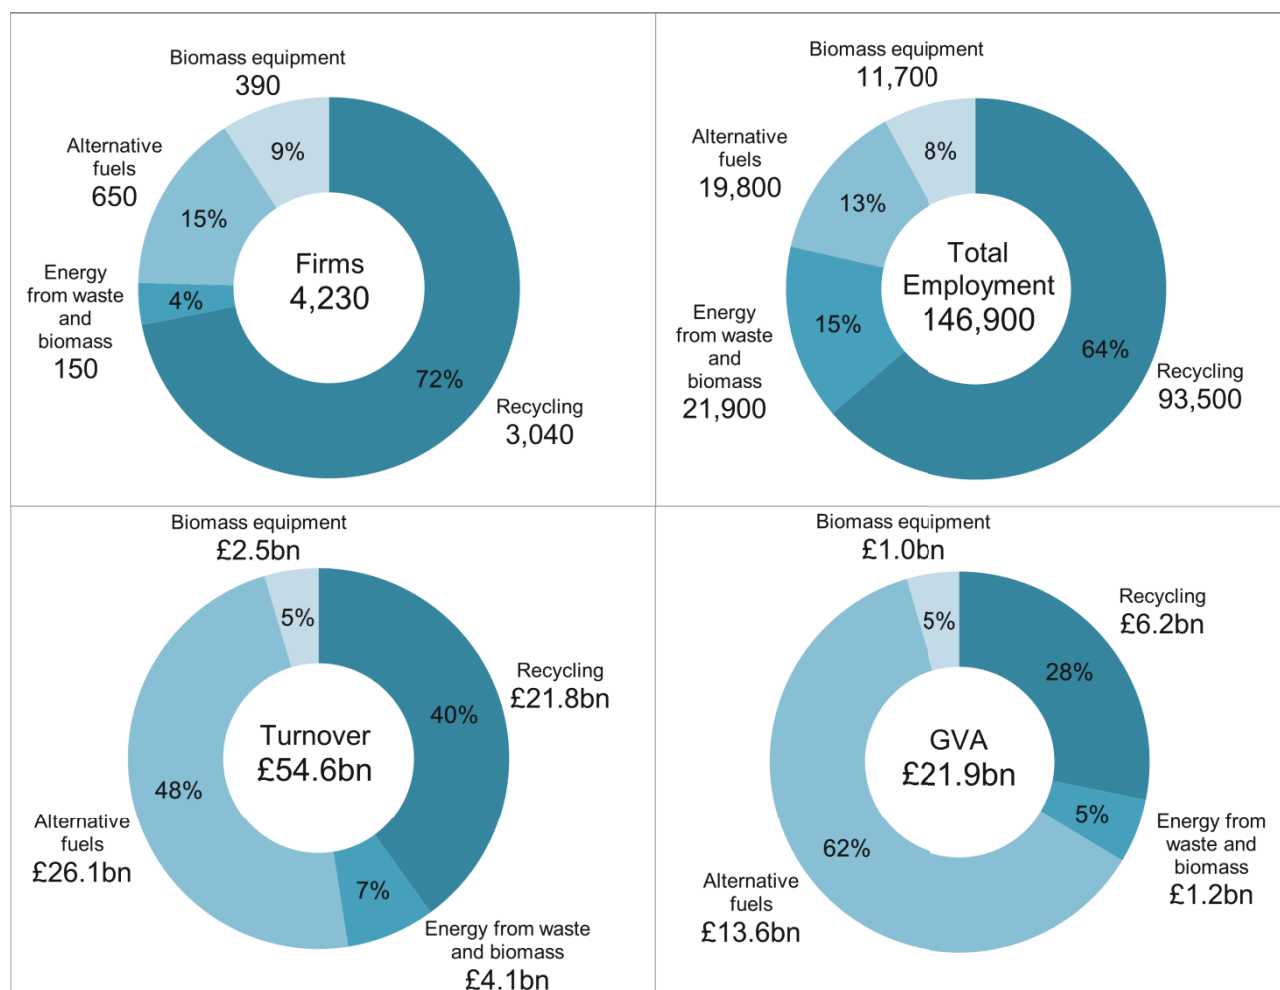 Biomass equipment
390
Alternative
fuels
650
9%
15%
Energy
from waste
and
biomass
150
4%
Firms
4,230
72%
Recycling
3,040
Biomass equipment
11,700
Alternative
fuels
19,800
8%
13%
Energy
from waste
and
biomass
21,900
15%
Total
Employment
146,900
64%
Recycling
93,500
Biomass equipment
£2.5bn
5%
Recycling
£21.8bn
40%
Turnover
£54.6bn
48%
Alternative
fuels
£26.1bn
7%
Energy from waste
and biomass
£4.1bn
Biomass equipment
£1.0bn
5%
Recycling
£6.2bn
28%
GVA
£21.9bn
5%
Energy from
waste and
biomass
£1.2bn
62%
Alternative
fuels
£13.6bn